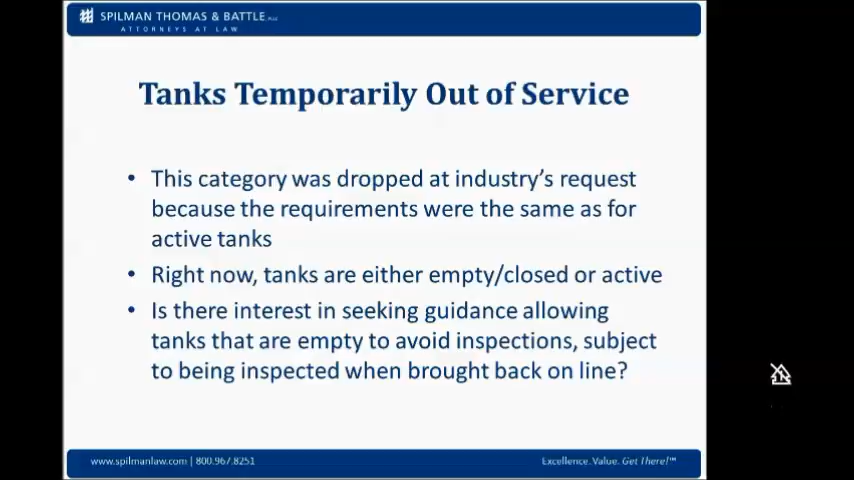 SPILMAN THOMAS & BATTLE, PLLC
ATTORNEYS AT LAW
Tanks Temporarily Out of Service
• This category was dropped at industry's request
because the requirements were the same as for
active tanks
• Right now, tanks are either empty/closed or active
• Is there interest in seeking guidance allowing
tanks that are empty to avoid inspections, subject
to being inspected when brought back on line?
www.spilmanlaw.com | 800.967.8251
Excellence. Value. Get There!™